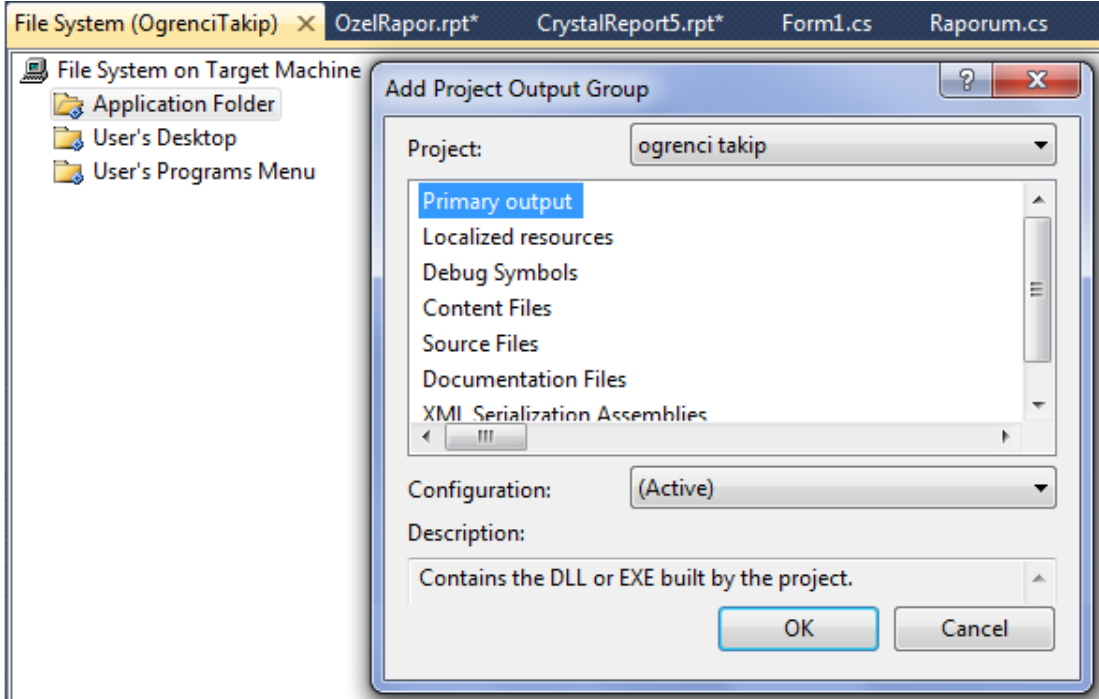 File System (OgrenciTakip)
OzelRapor.rpt*
CrystalReport5.rpt*
Form1.cs
Raporum.cs
File System on Target Machine
Application Folder
User's Desktop
User's Programs Menu
Add Project Output Group
Project:
ogrenci takip
Primary output
Localized resources
Debug Symbols
Content Files
Source Files
Documentation Files
XML Serialization Assemblies
Configuration:
(Active)
Description:
Contains the DLL or EXE built by the project.
OK
Cancel